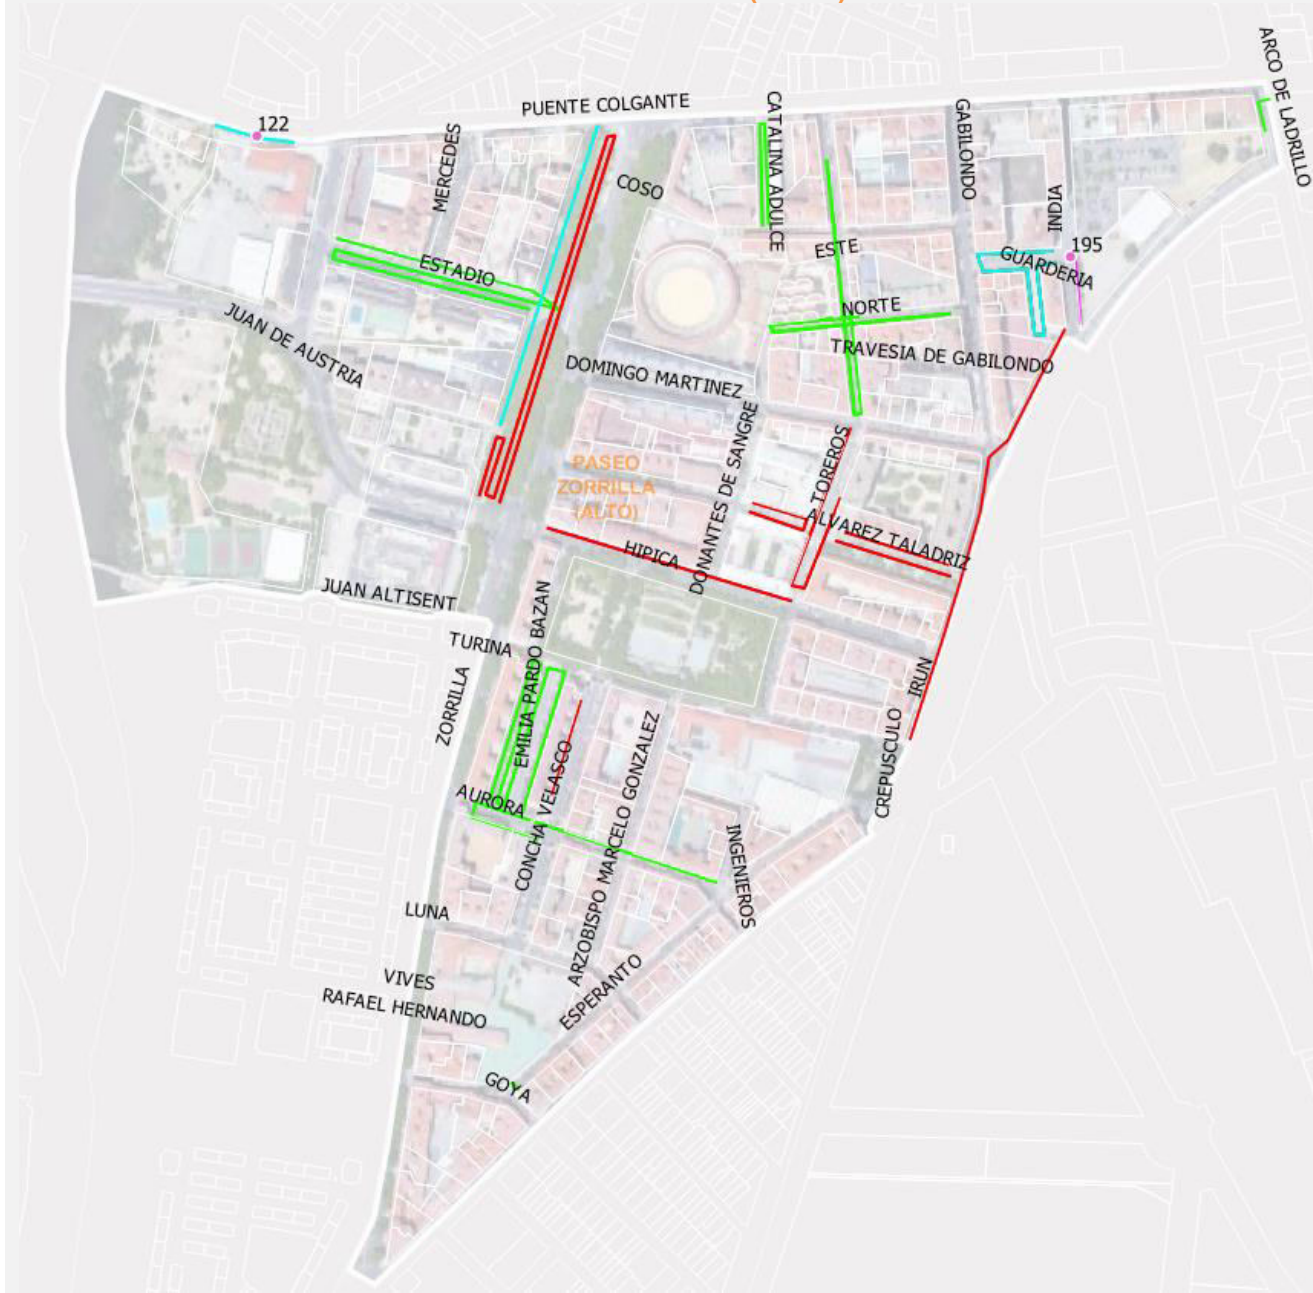 PUENTE COLGANTE
ARCO DE LADRILLO
122
MERCEDES
COSO
CATALINA ADULCE
GABILONDO
INDIA
ESTE
195
GUARDERIA
ESTADIO
NORTE
JUAN DE AUSTRIA
TRAVESIA DE GABILONDO
DOMINGO MARTINEZ
DONANTES DE SANGRE
TOREROS
PASEO
ZORRILLA
(ALTO)
ALVAREZ TALADRIZ
HIPICA
JUAN ALTISENT
EMILIA PARDO BAZAN
TURINA
ZORRILLA
IRUN
CREPUSCULO
AURORA
CONCHA VELASCO
ARZOBISPO MARCELO GONZALEZ
INGENIEROS
LUNA
VIVES
RAFAEL HERNANDO
ESPERANTO
GOYA